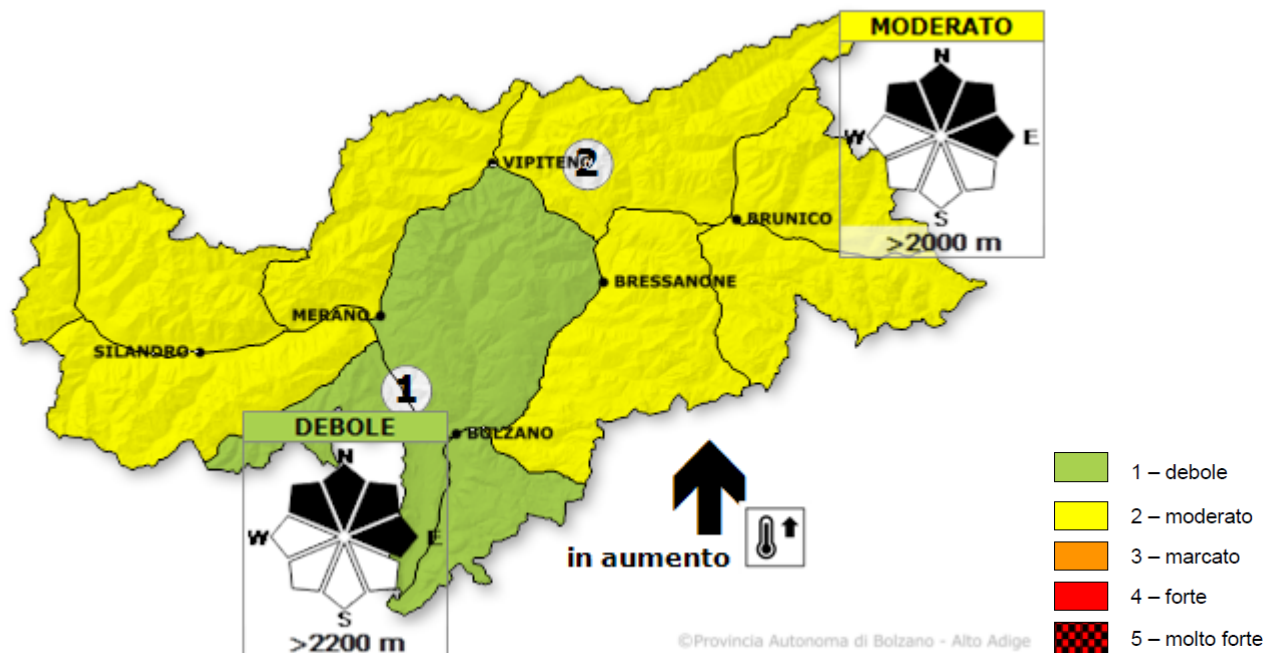 MODERATO
N
W
E
S
>2000 m
VIPITENO
2
BRUNICO
BRESSANONE
MERANO
SILANDRO
1
DEBOLE
BOLZANO
N
W
E
S
>2200 m
in aumento
1 – debole
2 – moderato
3 – marcato
4 – forte
5 – molto forte
©Provincia Autonoma di Bolzano - Alto Adige